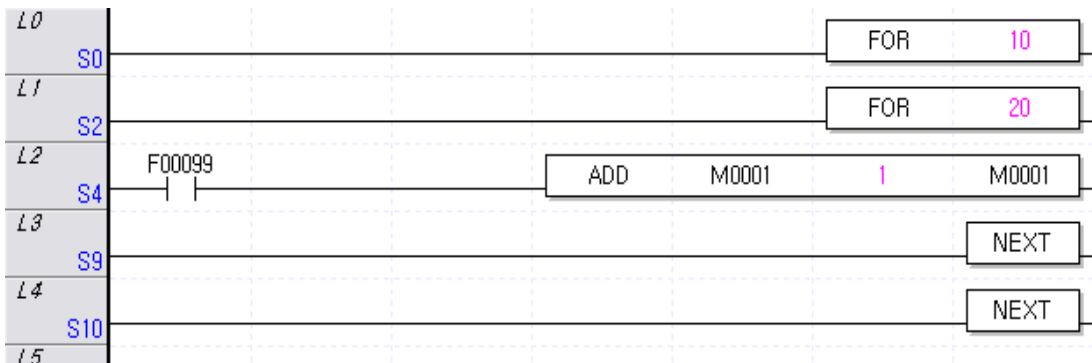 L0
S0 FOR 10
L1
S2 FOR 20
L2 F00099
S4 ADD M0001 1 M0001
L3
S9 NEXT
L4
S10 NEXT
L5